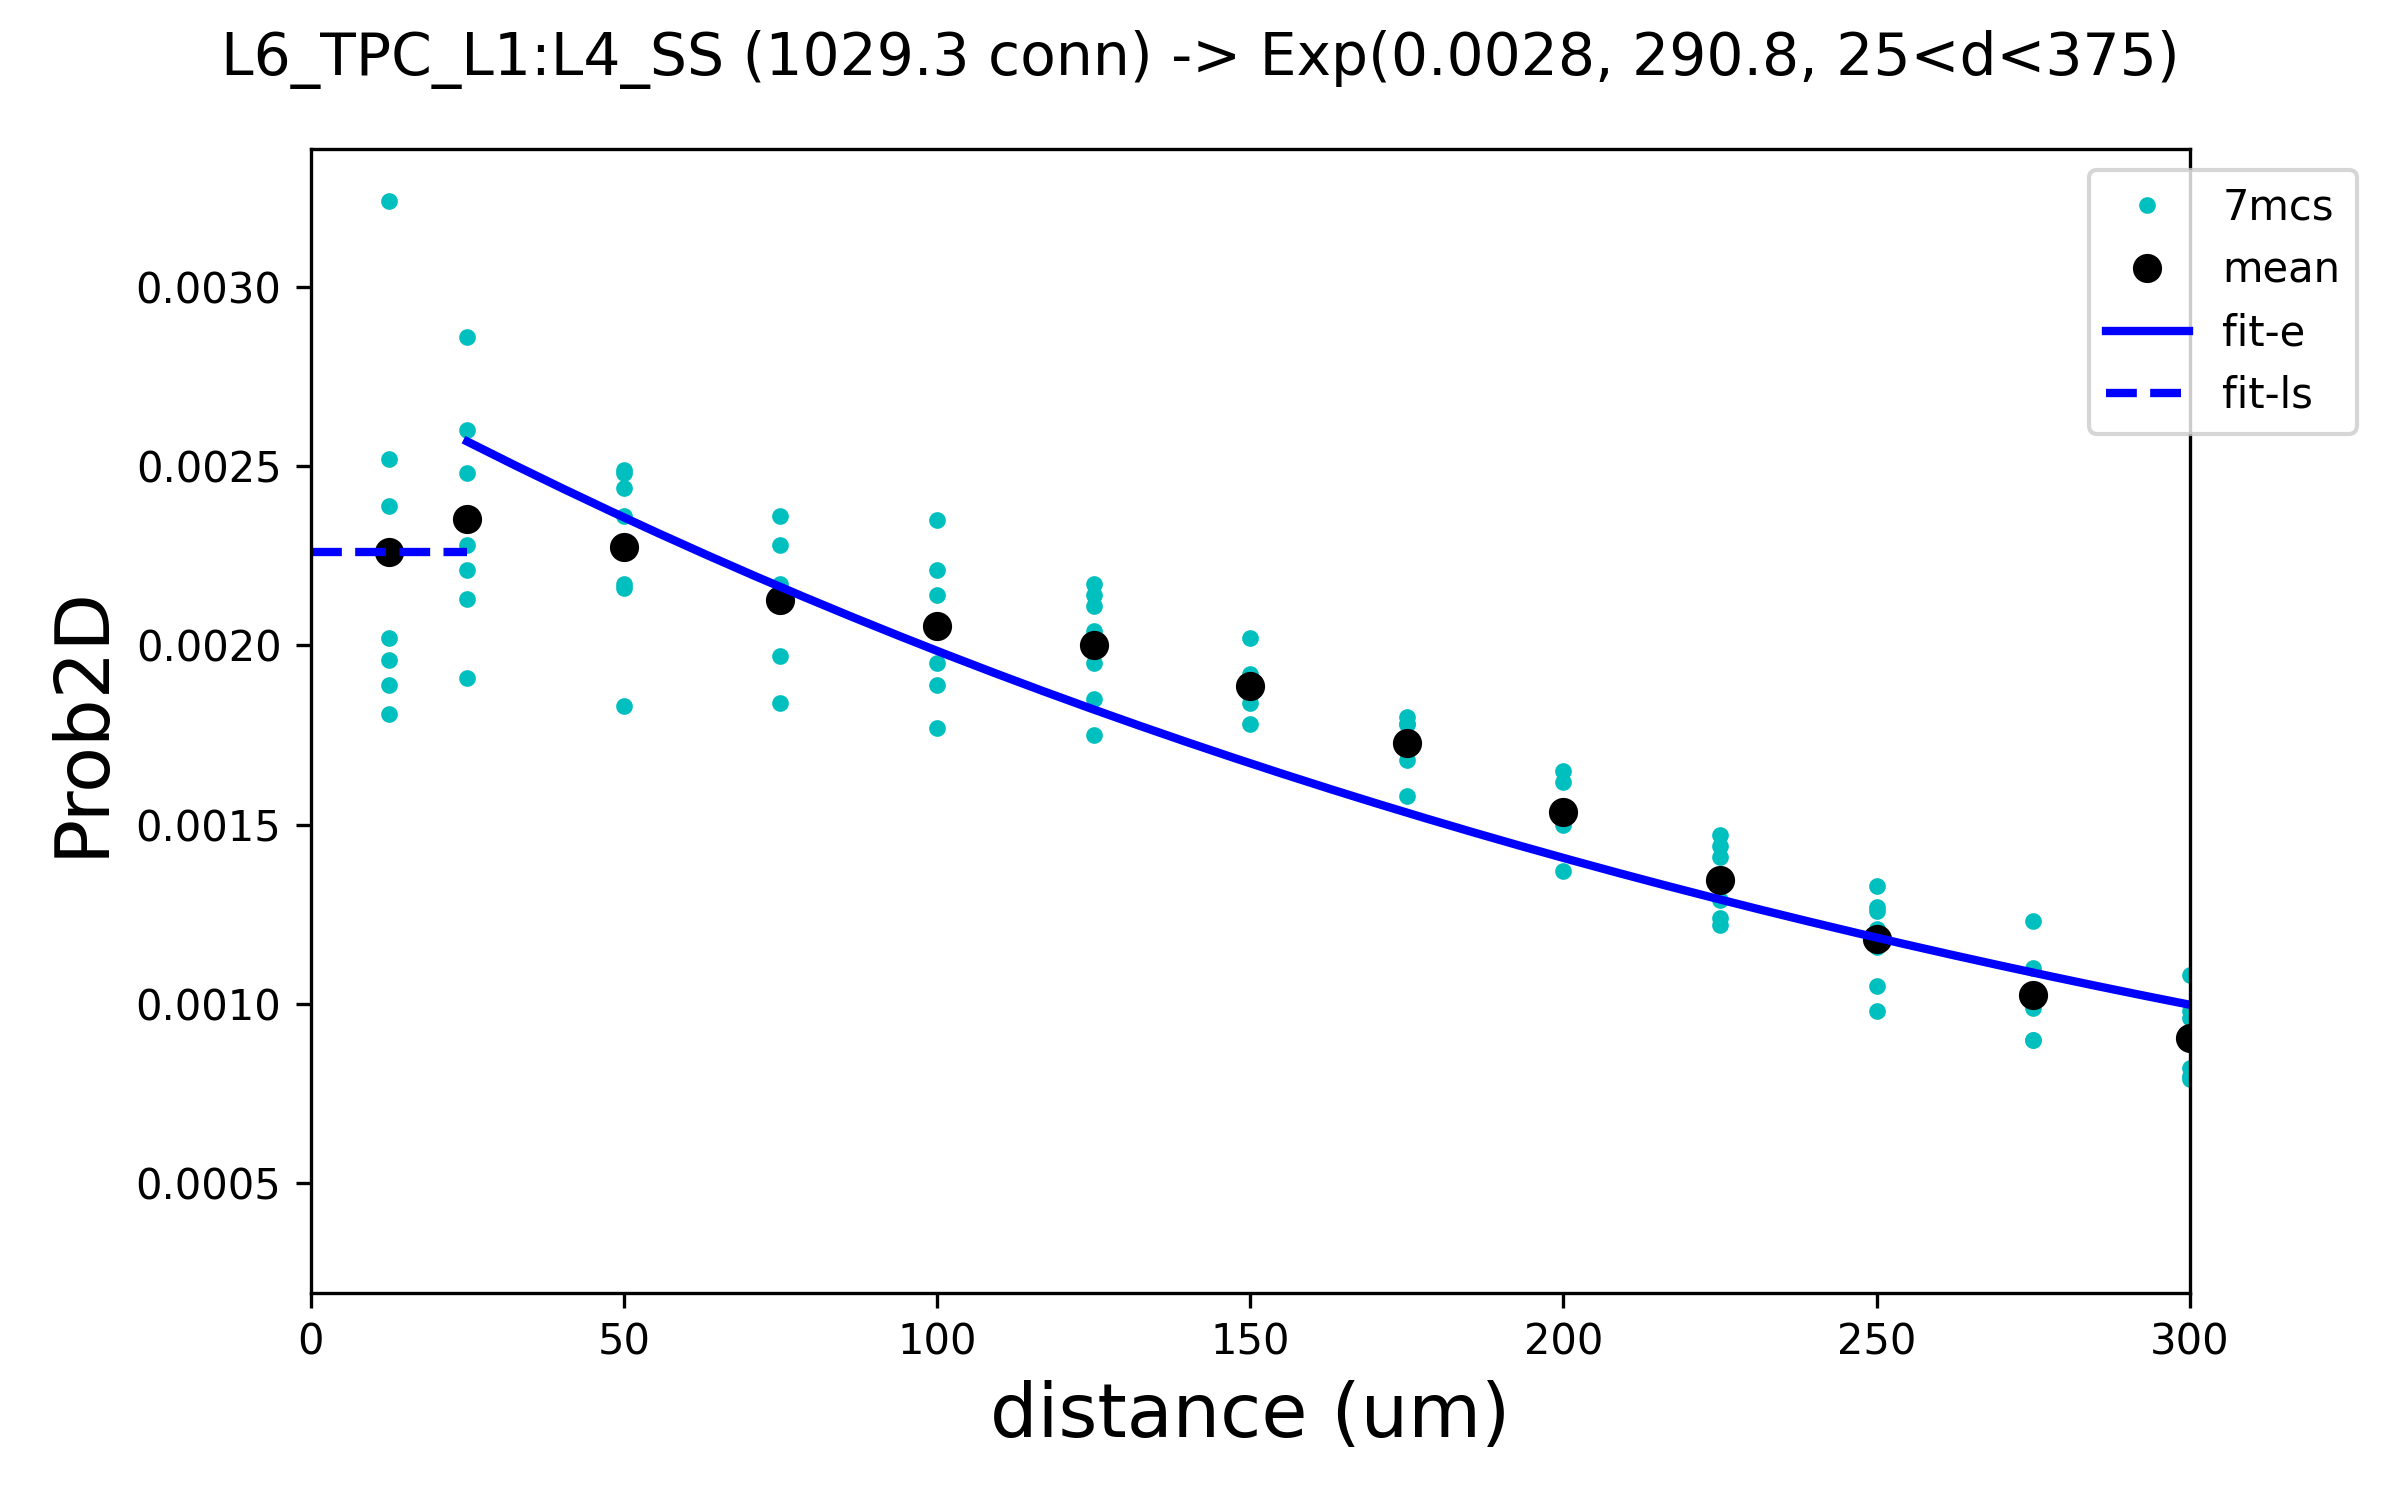 L6_TPC_L1:L4_SS (1029.3 conn) -> Exp(0.0028, 290.8, 25<d<375)
7mcs
mean
fit-e
fit-ls
Prob2D
0.0030
0.0025
0.0020
0.0015
0.0010
0.0005
0 50 100 150 200 250 300
distance (um)